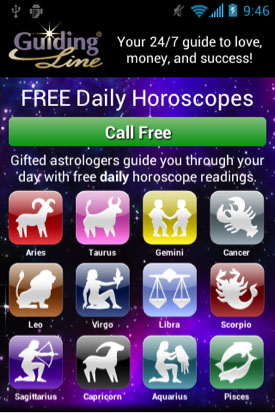 9:46
Guiding®
Line
Your 24/7 guide to love,
money, and success!
FREE Daily Horoscopes
Call Free
Gifted astrologers guide you through your
day with free daily horoscope readings.
Aries Taurus Gemini Cancer
Leo Virgo Libra Scorpio
Sagittarius Capricorn Aquarius Pisces